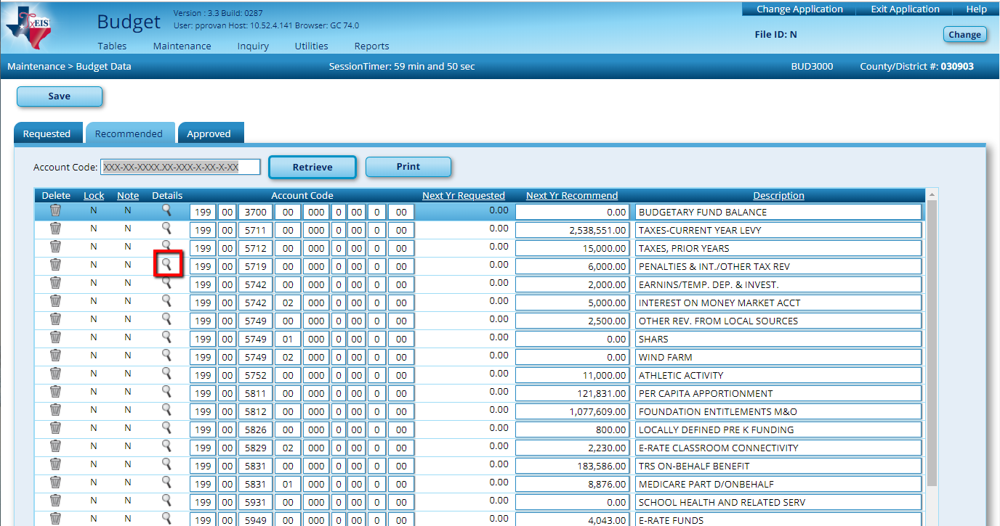 TxEIS
Budget
Version : 3.3 Build: 0287
User: pprovan Host: 10.52.4.141 Browser: GC 74.0
Change Application Exit Application Help
File ID: N
Change
Tables Maintenance Inquiry Utilities Reports
Maintenance > Budget Data SessionTimer: 59 min and 50 sec BUD3000 County/District #: 030903
Save
Requested Recommended Approved
Account Code: XXX-XX-XXXX.XX-XXX-X-XX-X-XX Retrieve Print
Delete Lock Note Details Account Code Next Yr Requested Next Yr Recommend Description
N N 199 00 3700 00 000 0 00 0 00 0.00 0.00 BUDGETARY FUND BALANCE
N N 199 00 5711 00 000 0 00 0 00 0.00 2,538,551.00 TAXES-CURRENT YEAR LEVY
N N 199 00 5712 00 000 0 00 0 00 0.00 15,000.00 TAXES, PRIOR YEARS
N N 199 00 5719 00 000 0 00 0 00 0.00 6,000.00 PENALTIES & INT./OTHER TAX REV
N N 199 00 5742 00 000 0 00 0 00 0.00 2,000.00 EARNINS/TEMP. DEP. & INVEST.
N N 199 00 5742 02 000 0 00 0 00 0.00 5,000.00 INTEREST ON MONEY MARKET ACCT
N N 199 00 5749 00 000 0 00 0 00 0.00 2,500.00 OTHER REV. FROM LOCAL SOURCES
N N 199 00 5749 01 000 0 00 0 00 0.00 0.00 SHARS
N N 199 00 5749 02 000 0 00 0 00 0.00 0.00 WIND FARM
N N 199 00 5752 00 000 0 00 0 00 0.00 11,000.00 ATHLETIC ACTIVITY
N N 199 00 5811 00 000 0 00 0 00 0.00 121,831.00 PER CAPITA APPORTIONMENT
N N 199 00 5812 00 000 0 00 0 00 0.00 1,077,609.00 FOUNDATION ENTITLEMENTS M&O
N N 199 00 5826 00 000 0 00 0 00 0.00 800.00 LOCALLY DEFINED PRE K FUNDING
N N 199 00 5829 02 000 0 00 0 00 0.00 2,230.00 E-RATE CLASSROOM CONNECTIVITY
N N 199 00 5831 00 000 0 00 0 00 0.00 183,586.00 TRS ON-BEHALF BENEFIT
N N 199 00 5831 01 000 0 00 0 00 0.00 8,876.00 MEDICARE PART D/ONBEHALF
N N 199 00 5931 00 000 0 00 0 00 0.00 0.00 SCHOOL HEALTH AND RELATED SERV
N N 199 00 5949 00 000 0 00 0 00 0.00 4,043.00 E-RATE FUNDS